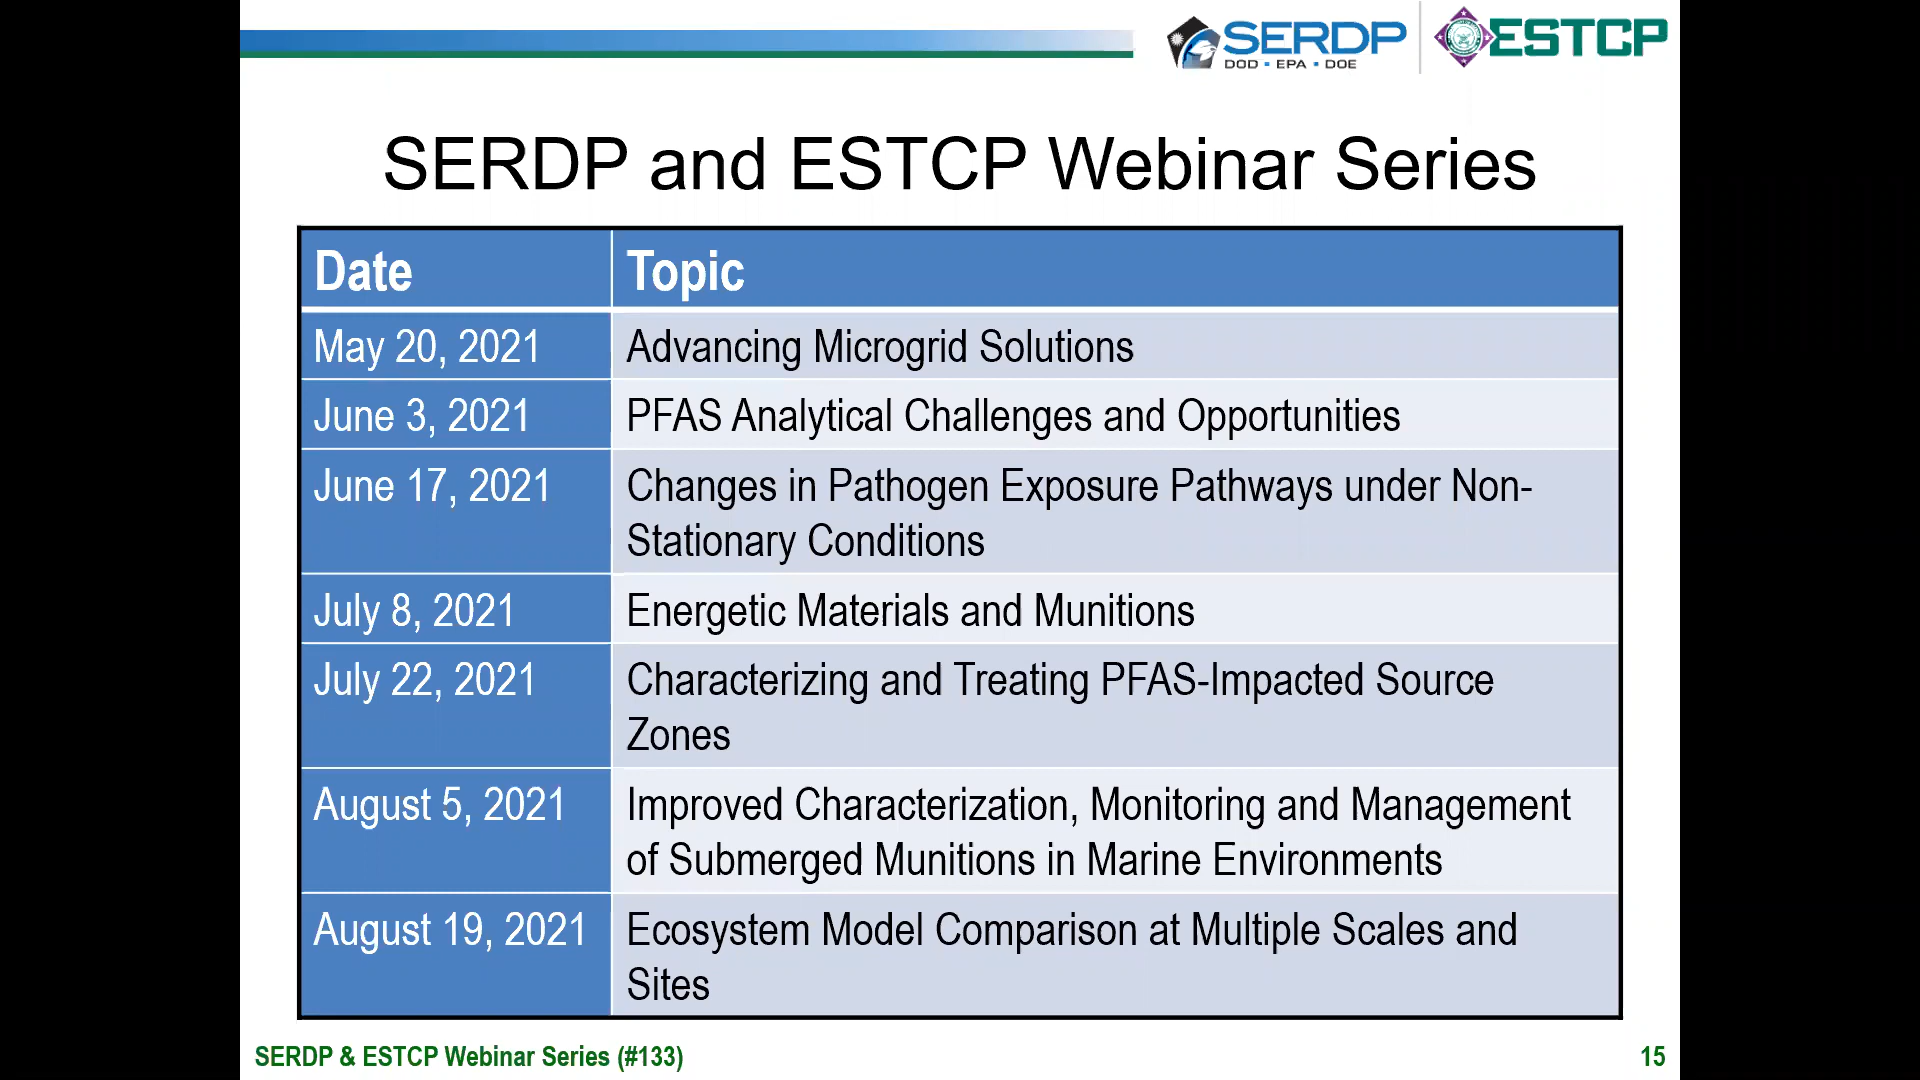 SERDP
DOD ▪ EPA ▪ DOE
ESTCP
SERDP and ESTCP Webinar Series
Date Topic
May 20, 2021 Advancing Microgrid Solutions
June 3, 2021 PFAS Analytical Challenges and Opportunities
June 17, 2021 Changes in Pathogen Exposure Pathways under Non-
Stationary Conditions
July 8, 2021 Energetic Materials and Munitions
July 22, 2021 Characterizing and Treating PFAS-Impacted Source
Zones
August 5, 2021 Improved Characterization, Monitoring and Management
of Submerged Munitions in Marine Environments
August 19, 2021 Ecosystem Model Comparison at Multiple Scales and
Sites
SERDP & ESTCP Webinar Series (#133) 15